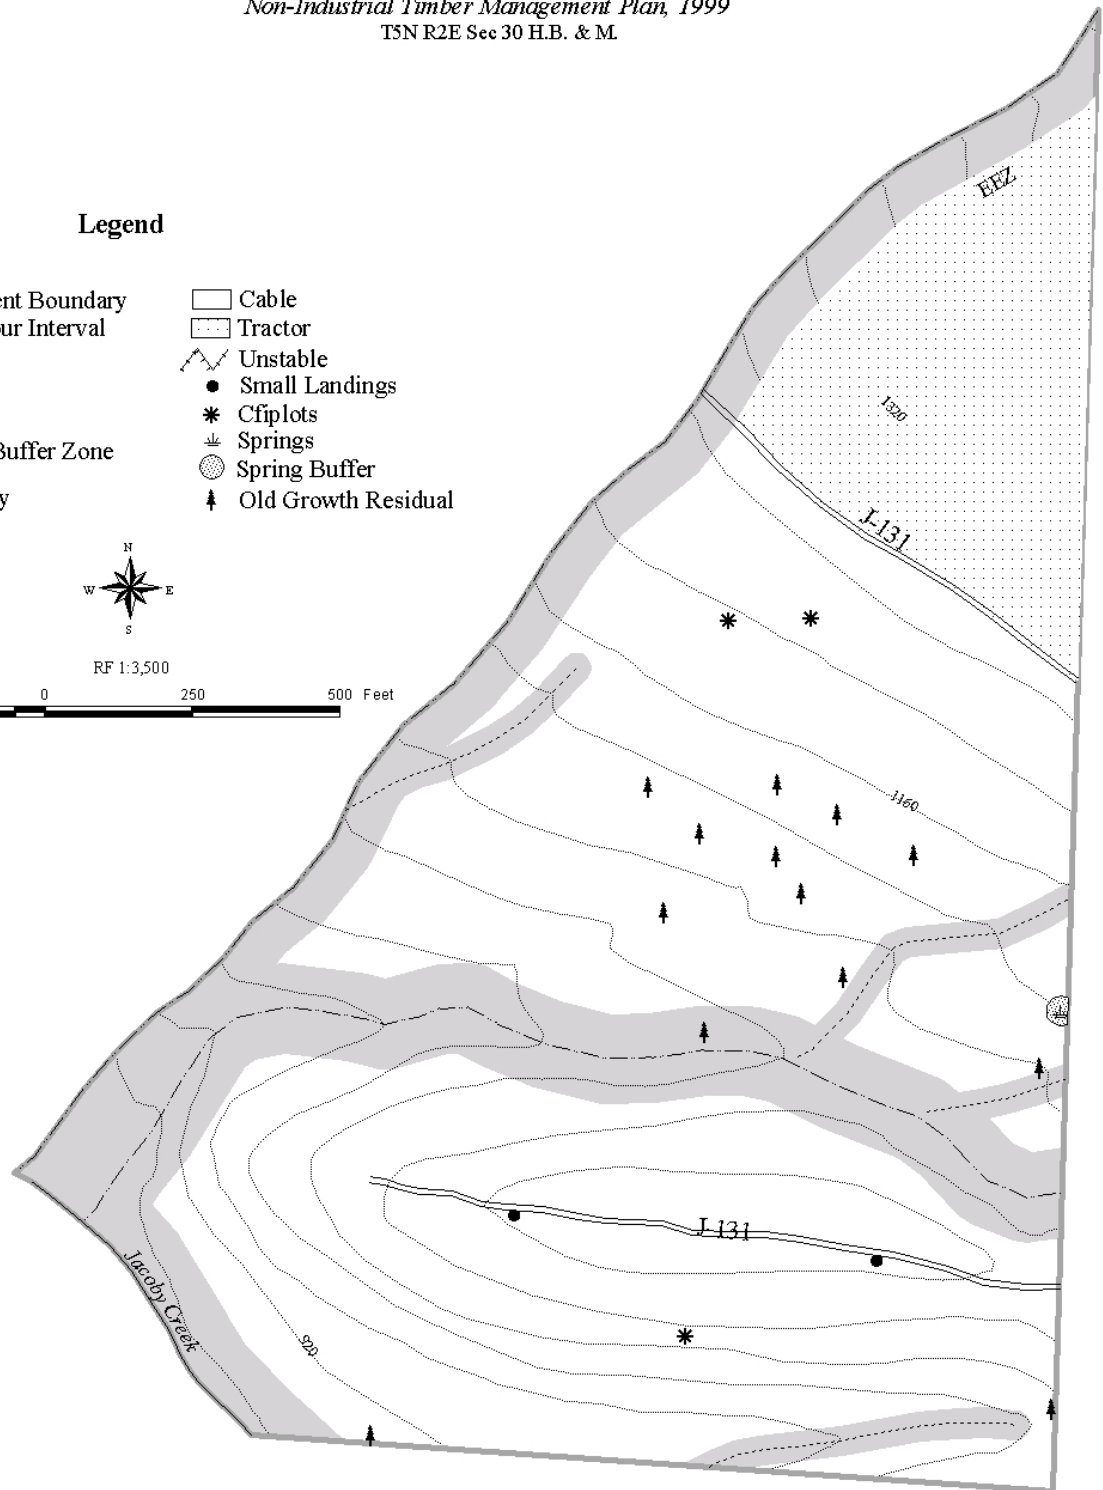 Non-Industrial Timber Management Plan, 1999
T5N R2E Sec 30 H.B. & M.
EEZ
Legend
ent Boundary
ur Interval
Buffer Zone
y
Cable
Tractor
Unstable
Small Landings
Cfiplots
Springs
Spring Buffer
Old Growth Residual
1320
J-131
N
W E
S
RF 1:3,500
0 250 500 Feet
1160
J-131
Jacoby Creek
920